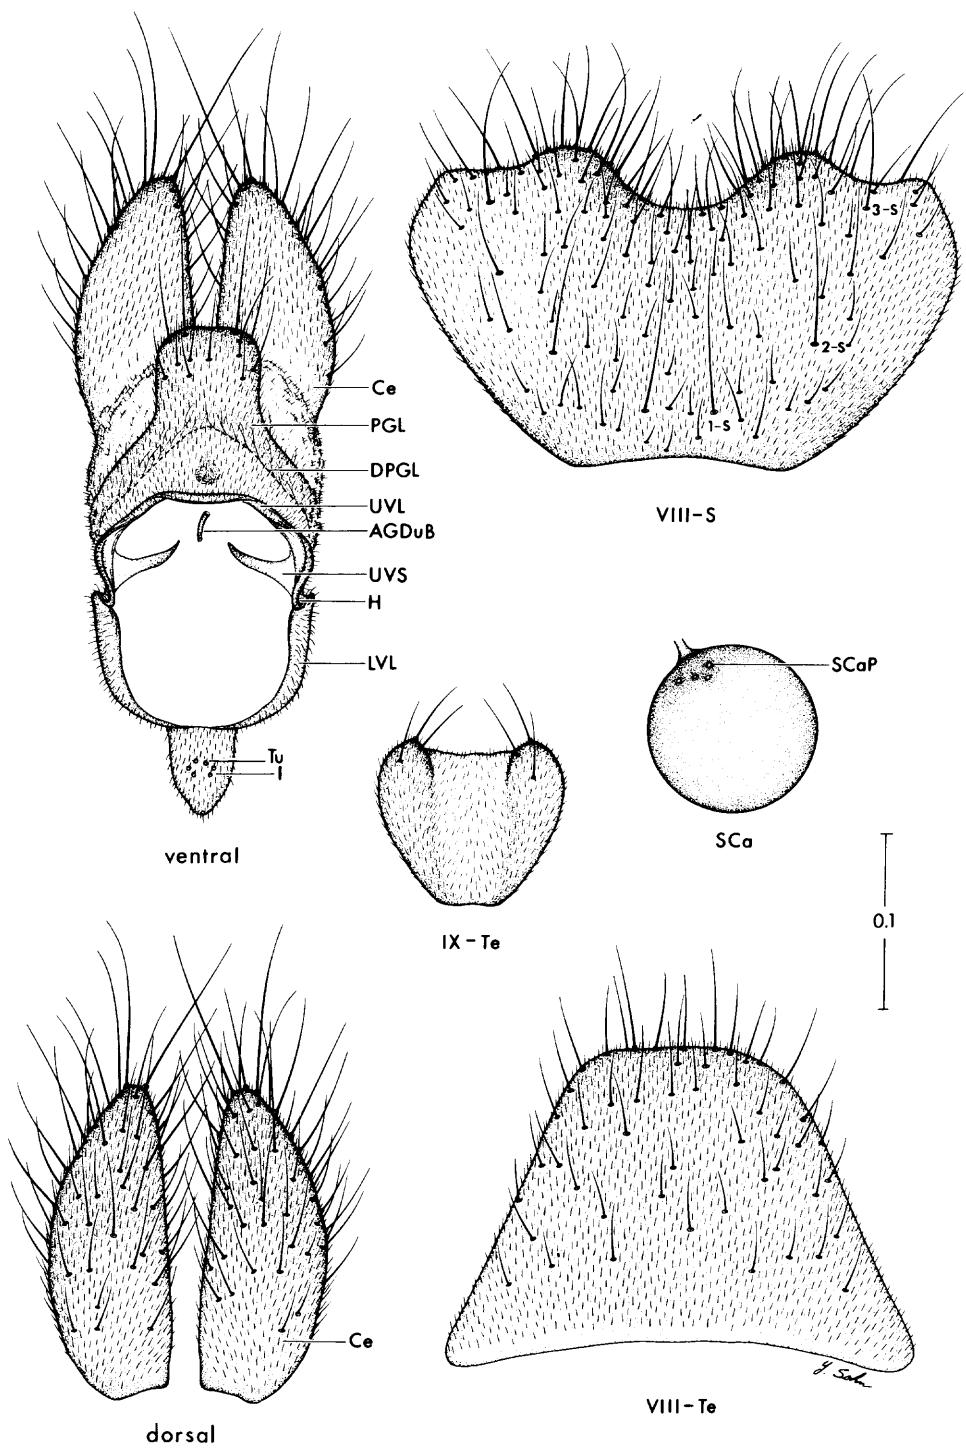 3-S
2-S
1-S
VIII-S
Ce
PGL
DPGL
UVL
AGDuB
UVS
H
LVL
Tu
I
ventral
SCaP
SCa
IX-Te
0.1
Ce
dorsal
VIII-Te